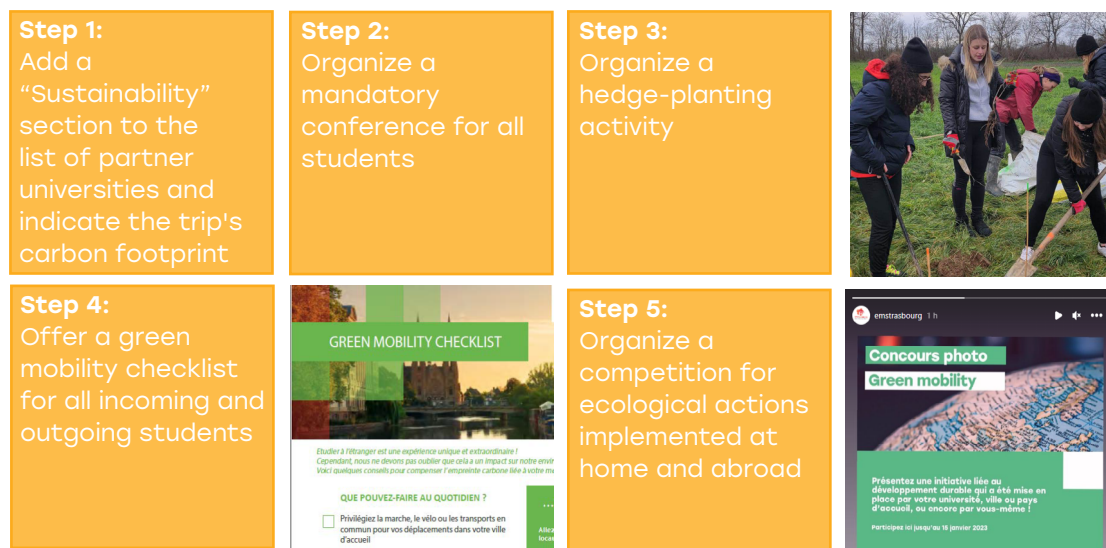 Step 1:
Add a
“Sustainability”
section to the
list of partner
universities and
indicate the trip's
carbon footprint
Step 2:
Organize a
mandatory
conference for all
students
Step 3:
Organize a
hedge-planting
activity
Step 4:
Offer a green
mobility checklist
for all incoming and
outgoing students
GREEN MOBILITY CHECKLIST
Etudier à l'étranger est une expérience unique et extraordinaire !
Cependant, nous ne devons pas oublier que cela a un impact sur notre envir
Voici quelques conseils pour compenser l'empreinte carbone liée à votre m
QUE POUVEZ-FAIRE AU QUOTIDIEN ?
Privilégiez la marche, le vélo ou les transports en
commun pour vos déplacements dans votre ville
d'accueil
Step 5:
Organize a
competition for
ecological actions
implemented at
home and abroad
emstrasbourg 1 h
Concours photo
Green mobility
Présentez une initiative liée au
développement durable qui a été mise en
place par votre université, ville ou pays
d'accueil, ou encore par vous-même !
Participez ici jusqu'au 15 janvier 2023